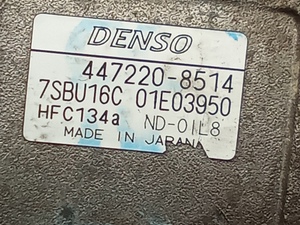 DENSO
447220-8514
7SBU16C 01E03950
HFC134a ND-OIL8
MADE IN JAPAN